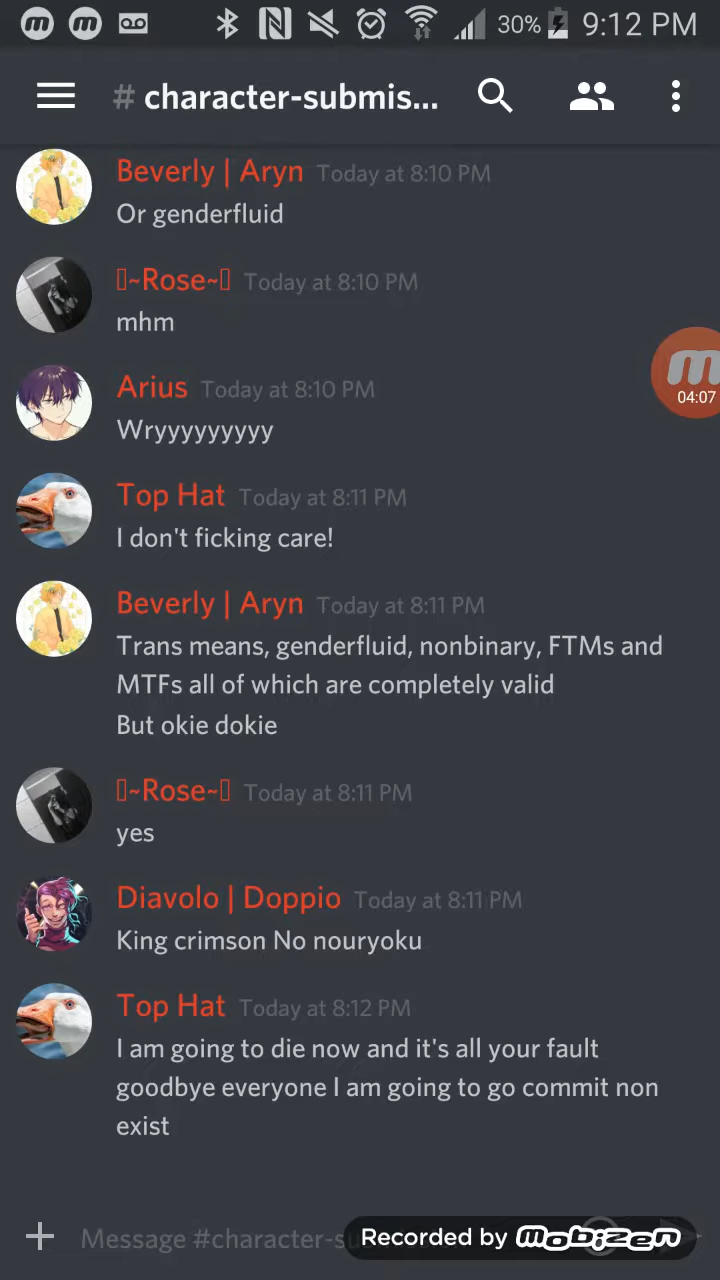 30% 9:12 PM
# character-submis...
Beverly | Aryn Today at 8:10 PM
Or genderfluid
~Rose~ Today at 8:10 PM
mhm
04:07
Arius Today at 8:10 PM
Wryyyyyyyyy
Top Hat Today at 8:11 PM
I don't ficking care!
Beverly | Aryn Today at 8:11 PM
Trans means, genderfluid, nonbinary, FTMs and
MTFs all of which are completely valid
But okie dokie
~Rose~ Today at 8:11 PM
yes
Diavolo | Doppio Today at 8:11 PM
King crimson No nouryoku
Top Hat Today at 8:12 PM
I am going to die now and it's all your fault
goodbye everyone I am going to go commit non
exist
Message #character-su
Recorded by Mobizen